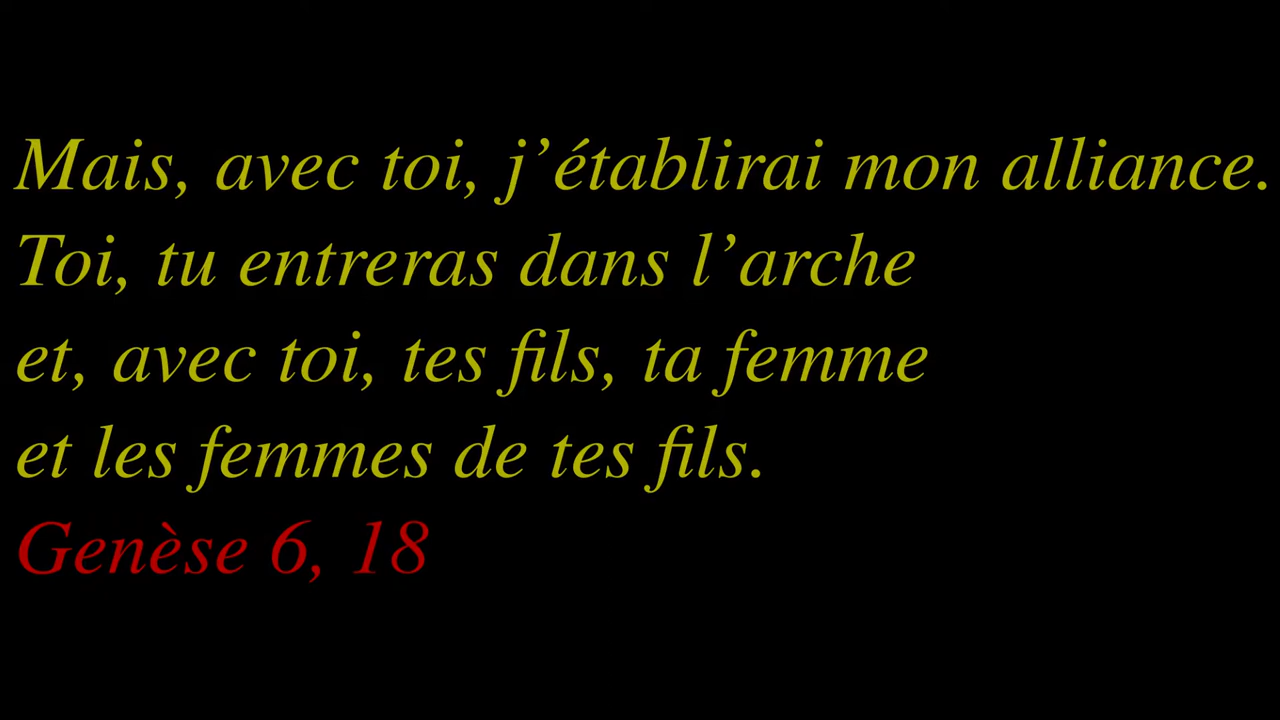 Mais, avec toi, j’établirai mon alliance.
Toi, tu entreras dans l’arche
et, avec toi, tes fils, ta femme
et les femmes de tes fils.
Genèse 6, 18